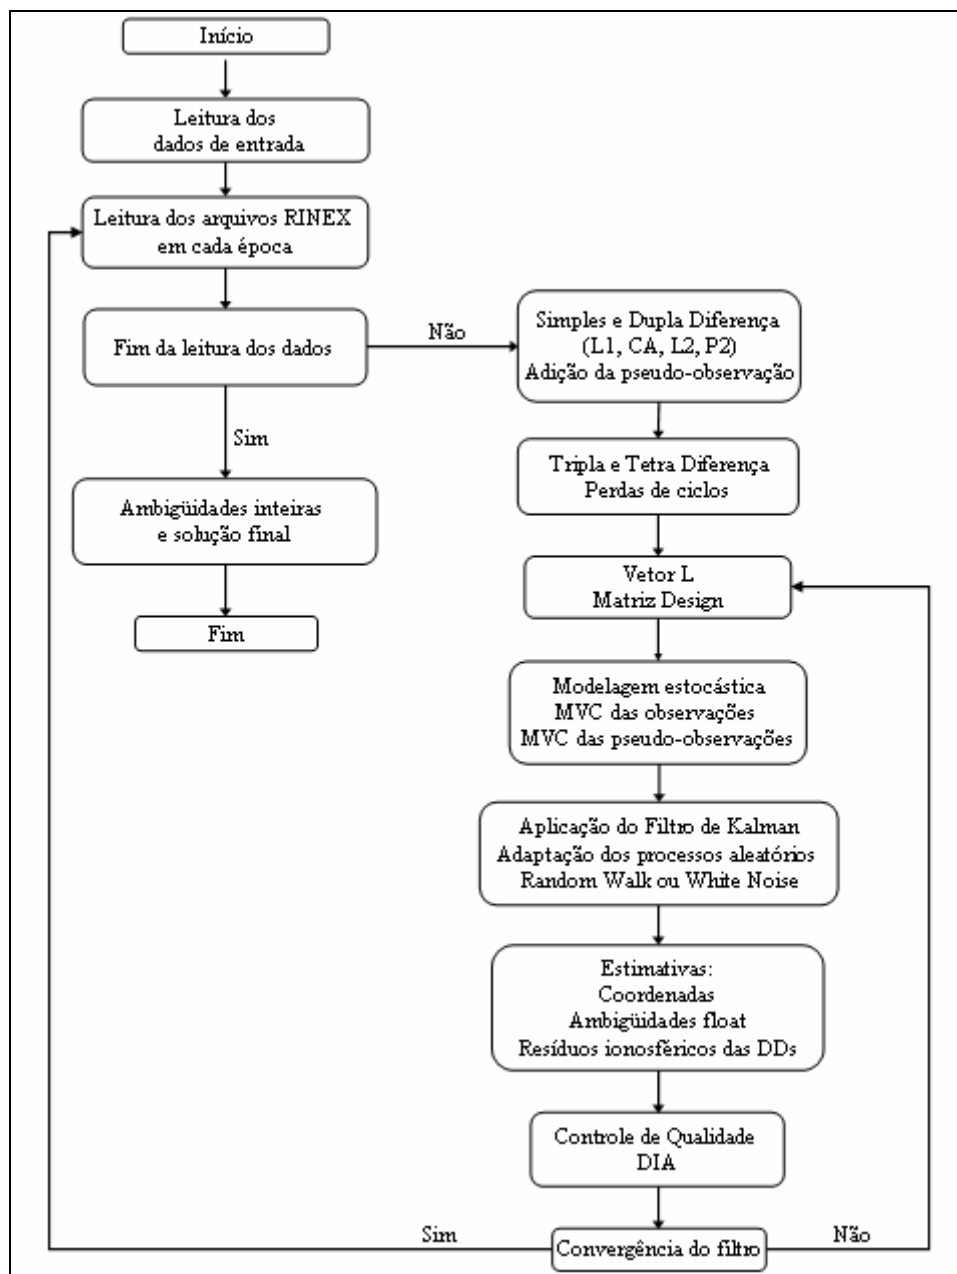 Início
Leitura dos
dados de entrada
Leitura dos arquivos RINEX
em cada época
Fim da leitura dos dados
Não
Sim
Ambigüidades inteiras
e solução final
Fim
Simples e Dupla Diferença
(L1, CA, L2, P2)
Adição da pseudo-observação
Tripla e Tetra Diferença
Perdas de ciclos
Vetor L
Matriz Design
Modelagem estocástica
MVC das observações
MVC das pseudo-observações
Aplicação do Filtro de Kalman
Adaptação dos processos aleatórios
Random Walk ou White Noise
Estimativas:
Coordenadas
Ambigüidades float
Resíduos ionosféricos das DDs
Controle de Qualidade
DIA
Sim
Convergência do filtro
Não